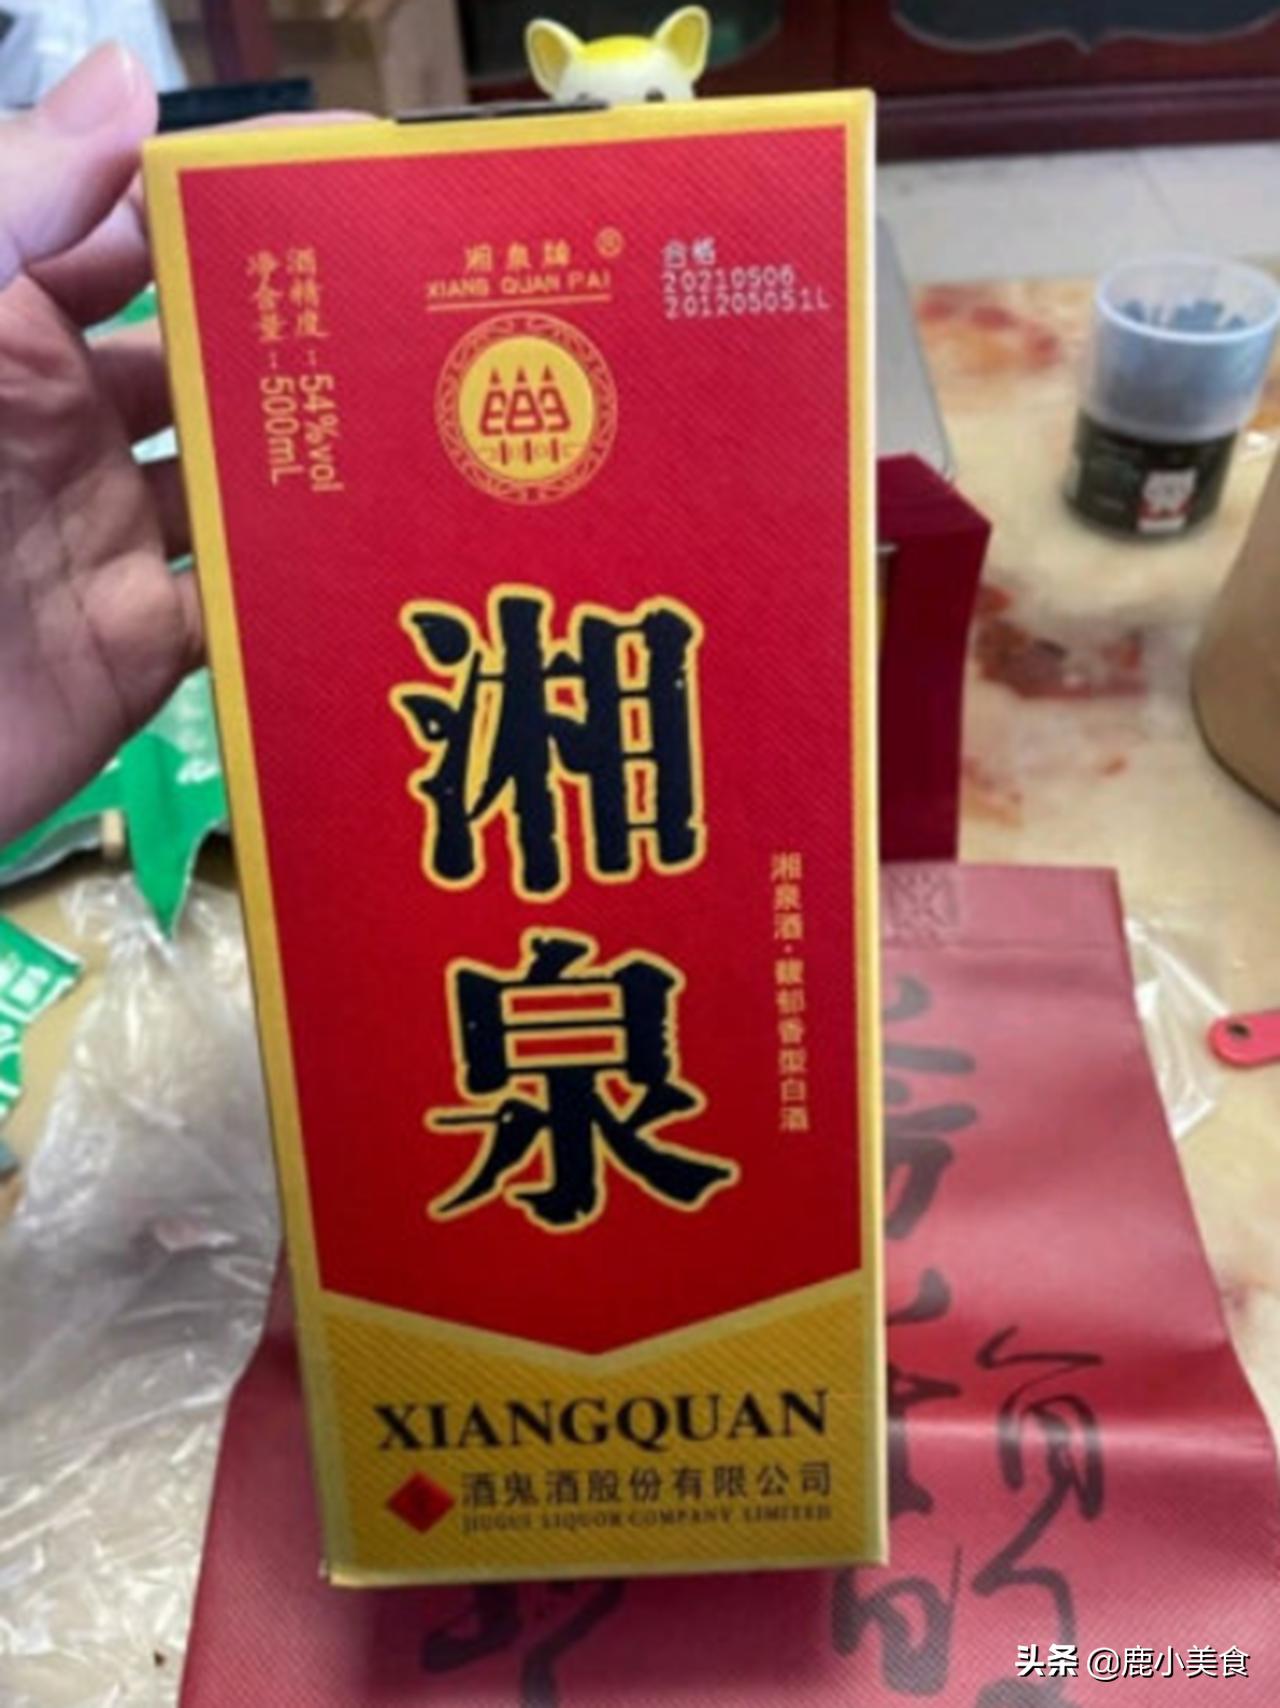 湘泉牌®
XIANG QUAN PAI
合格
20210506
201205051L
酒精度：54%vol
净含量：500mL
湘泉
湘泉酒·馥郁香型白酒
XIANGQUAN
酒鬼酒股份有限公司
JIUGUI LIQUOR COMPANY LIMITED
头条 @鹿小美食